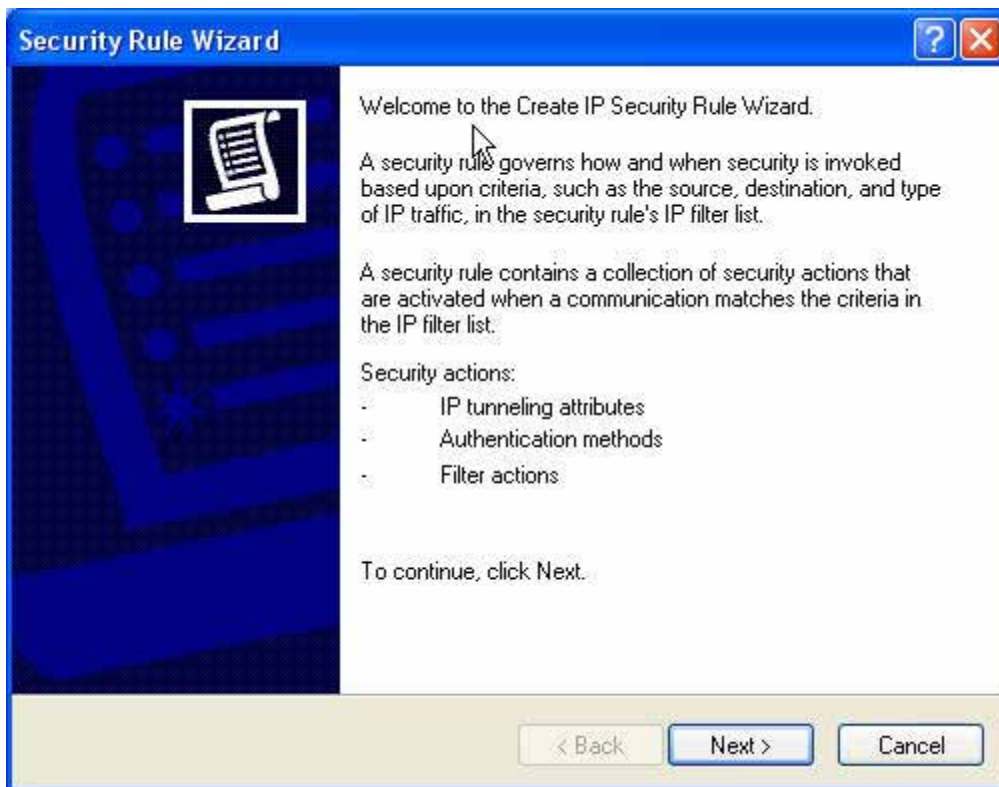 Security Rule Wizard
Welcome to the Create IP Security Rule Wizard.
A security rule governs how and when security is invoked
based upon criteria, such as the source, destination, and type
of IP traffic, in the security rule's IP filter list.
A security rule contains a collection of security actions that
are activated when a communication matches the criteria in
the IP filter list.
Security actions:
- IP tunneling attributes
- Authentication methods
- Filter actions
To continue, click Next.
< Back Next > Cancel